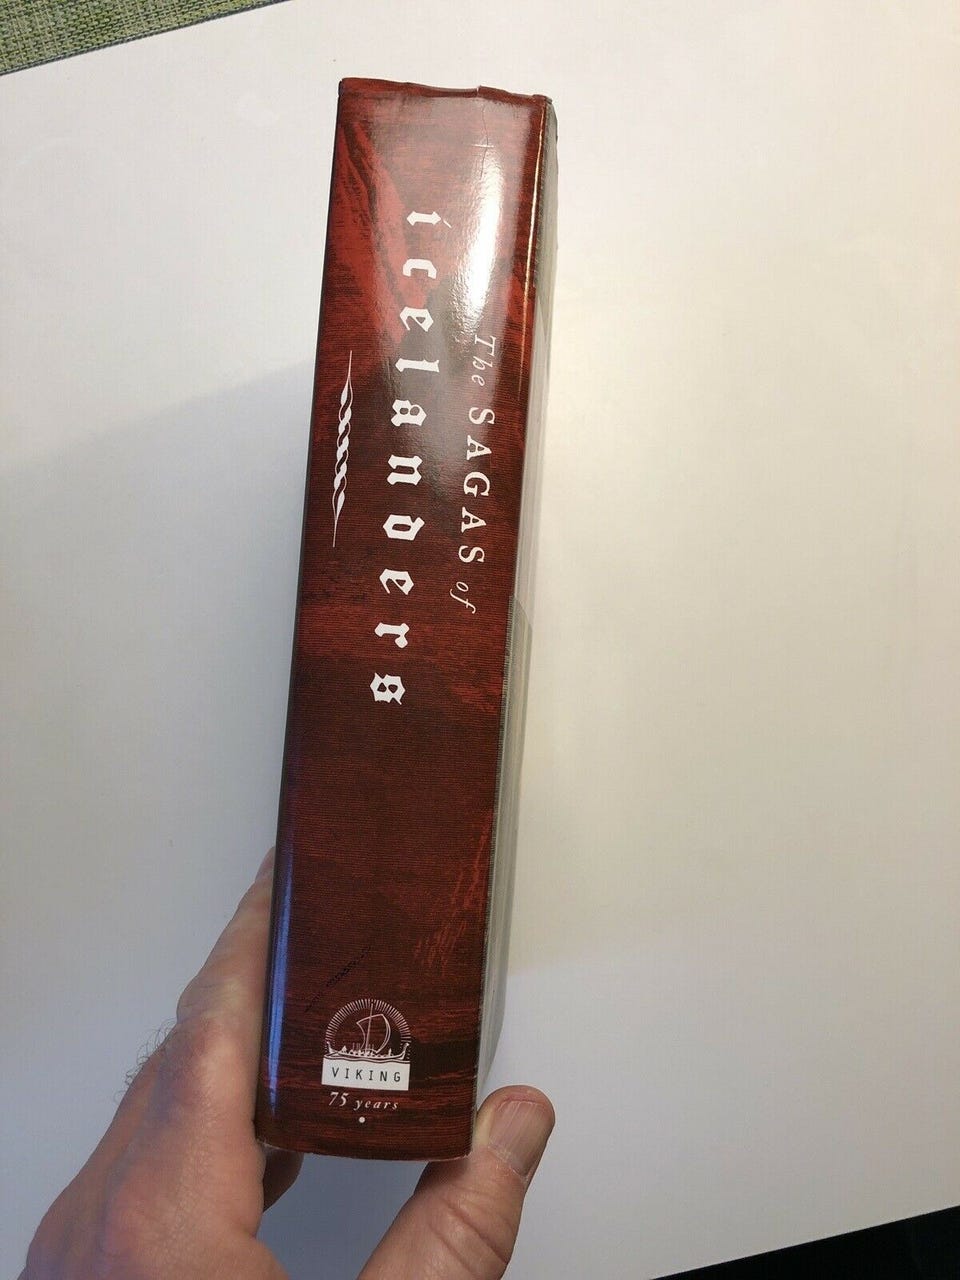 The SAGAS of
icelanders
VIKING
75 years